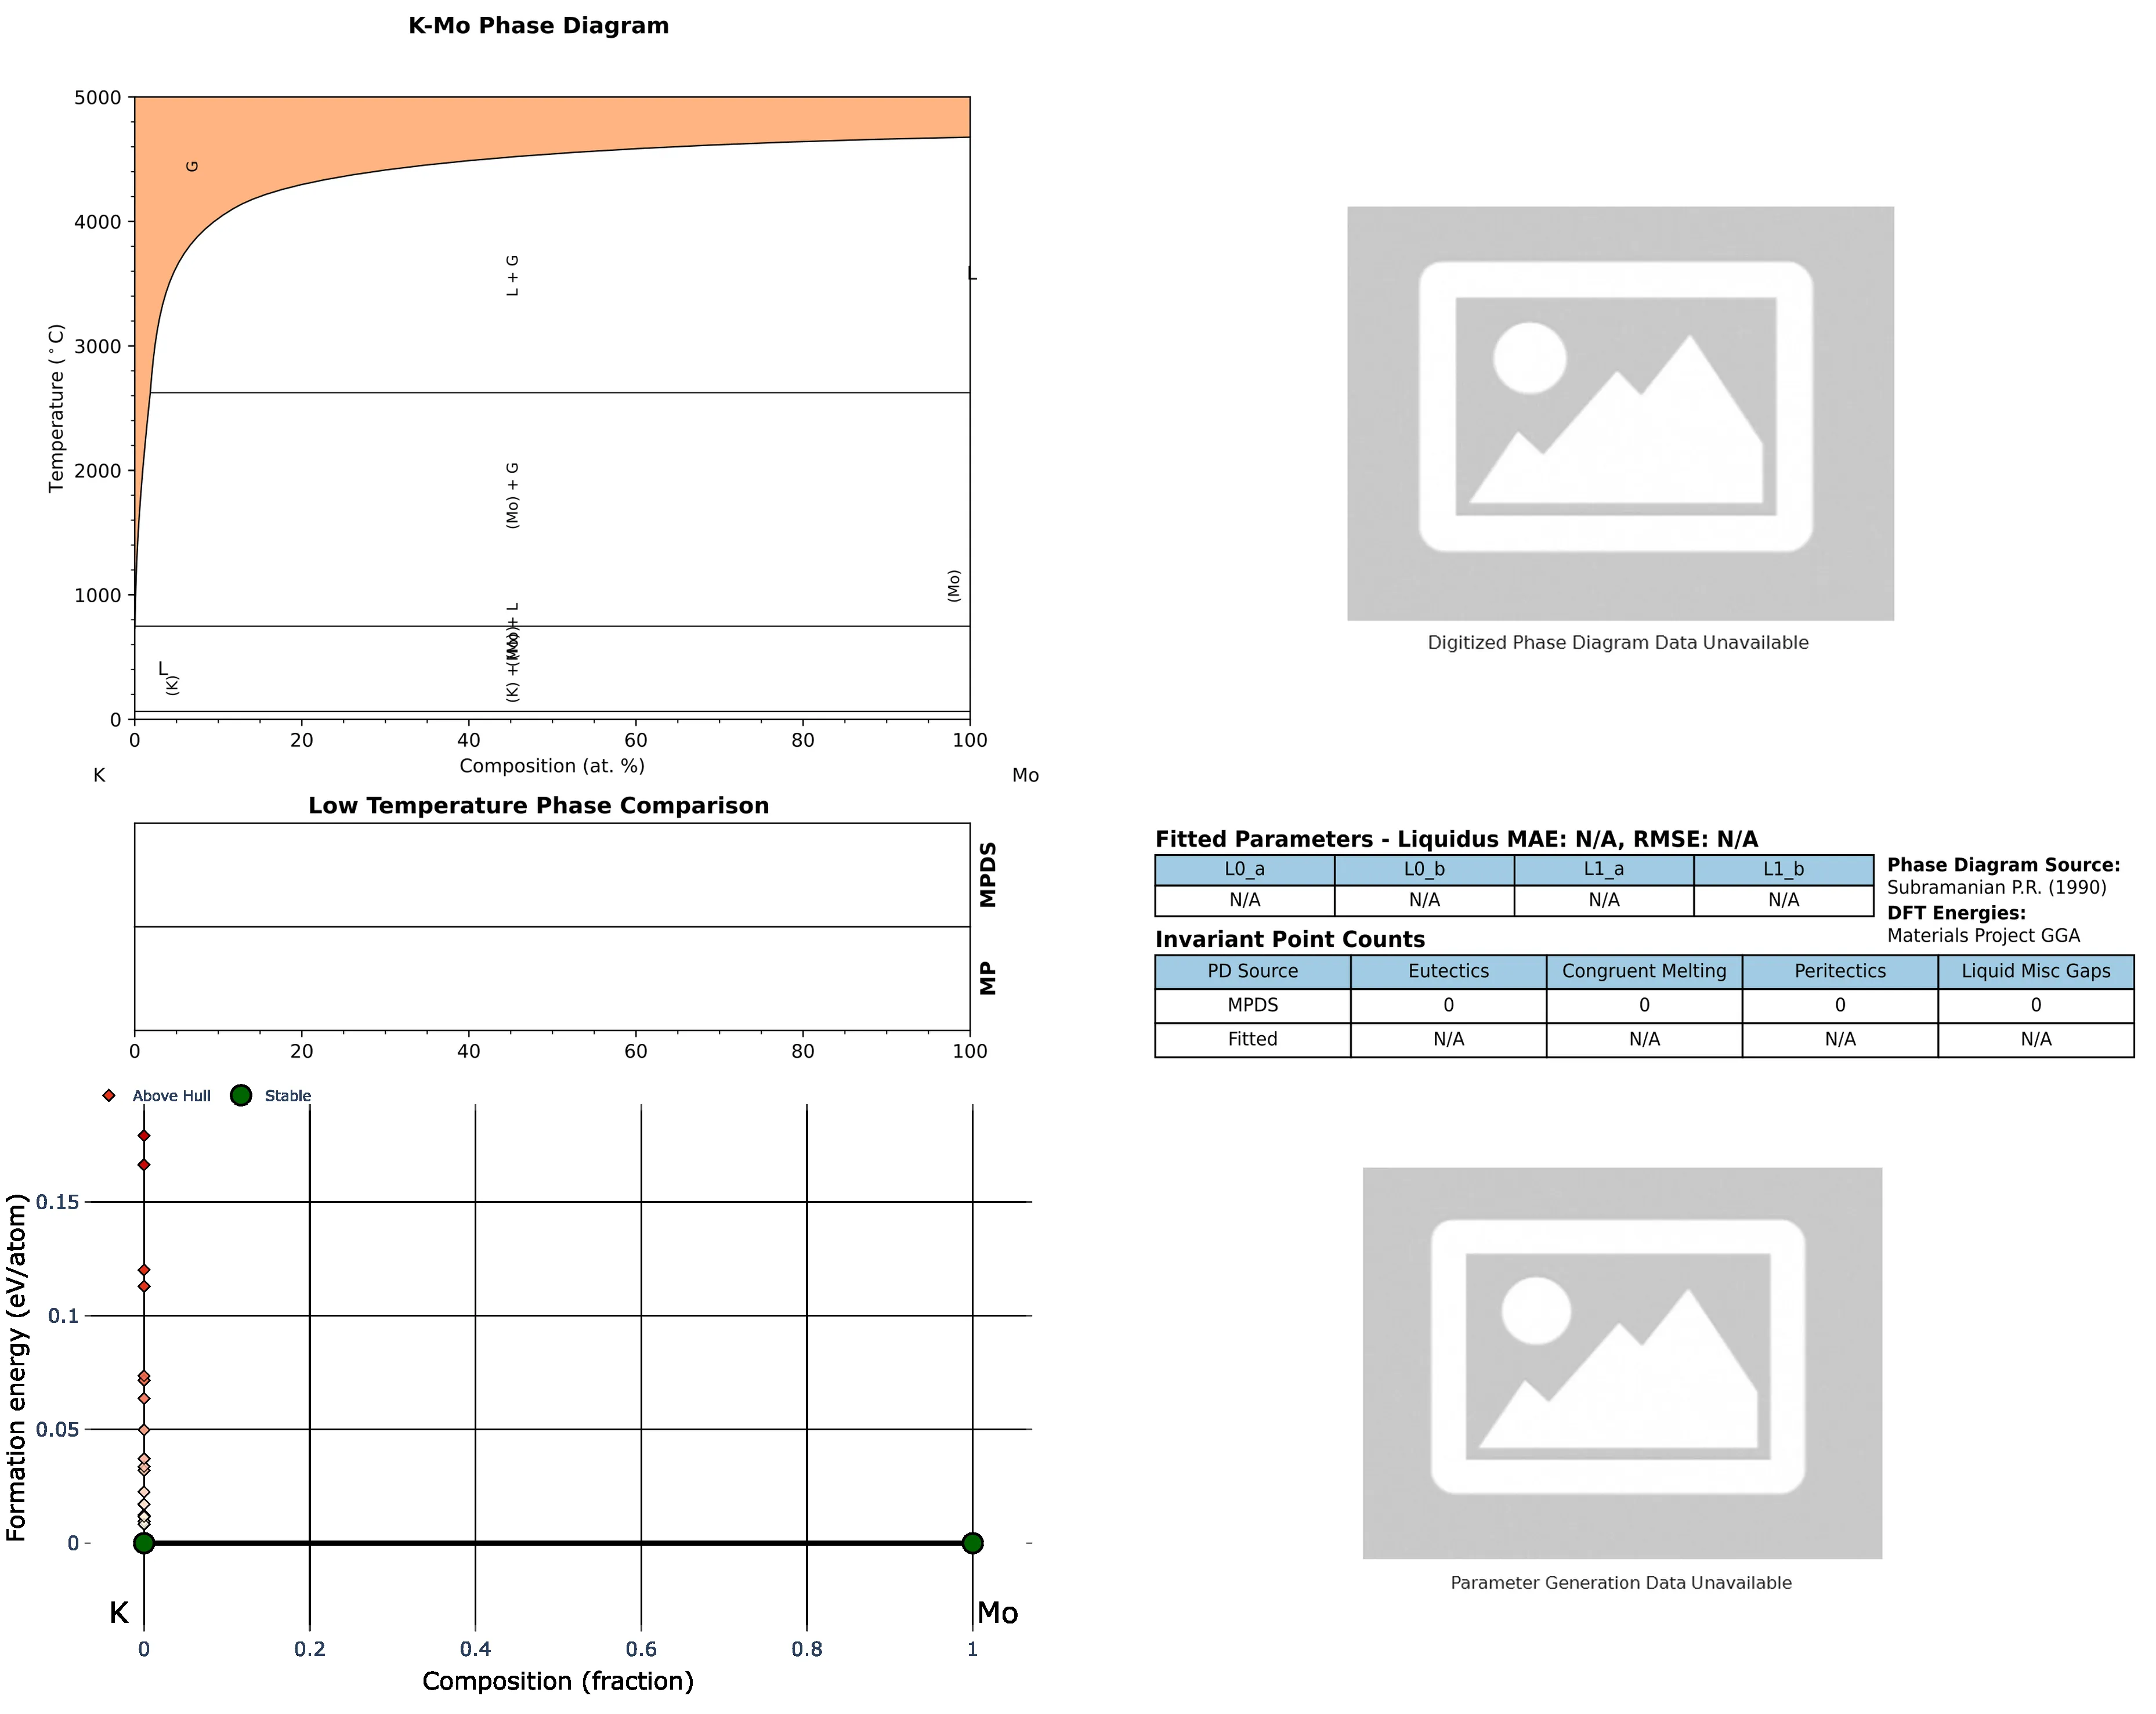 K-Mo Phase Diagram
5000
4000
3000
2000
1000
0
Temperature (°C)
G
L + G
L
(Mo) + G
(Mo)
(Mo) + L
(K) + (Mo)
L
(K)
0 20 40 60 80 100
Composition (at. %)
K Mo
Digitized Phase Diagram Data Unavailable
Low Temperature Phase Comparison
MPDS
MP
0 20 40 60 80 100
Fitted Parameters - Liquidus MAE: N/A, RMSE: N/A
L0_a L0_b L1_a L1_b
N/A N/A N/A N/A
Phase Diagram Source:
Subramanian P.R. (1990)
DFT Energies:
Materials Project GGA
Invariant Point Counts
PD Source Eutectics Congruent Melting Peritectics Liquid Misc Gaps
MPDS 0 0 0 0
Fitted N/A N/A N/A N/A
Above Hull Stable
Formation energy (eV/atom)
0.15
0.1
0.05
0
K Mo
0 0.2 0.4 0.6 0.8 1
Composition (fraction)
Parameter Generation Data Unavailable